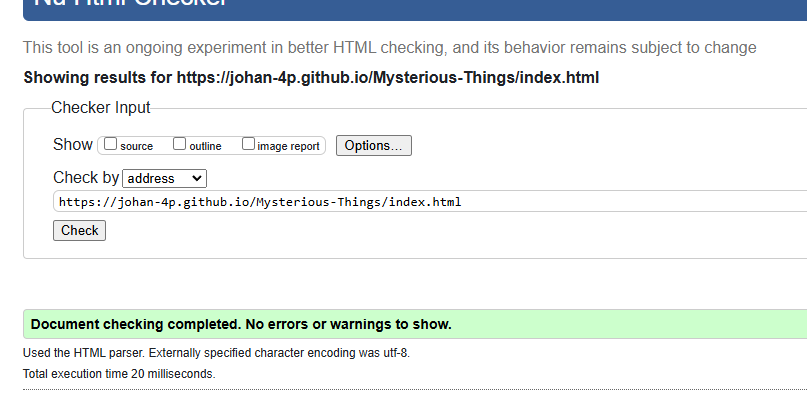 Nu Html Checker
This tool is an ongoing experiment in better HTML checking, and its behavior remains subject to change
Showing results for https://johan-4p.github.io/Mysterious-Things/index.html
Checker Input
Show source outline image report Options...
Check by address
https://johan-4p.github.io/Mysterious-Things/index.html
Check
Document checking completed. No errors or warnings to show.
Used the HTML parser. Externally specified character encoding was utf-8.
Total execution time 20 milliseconds.